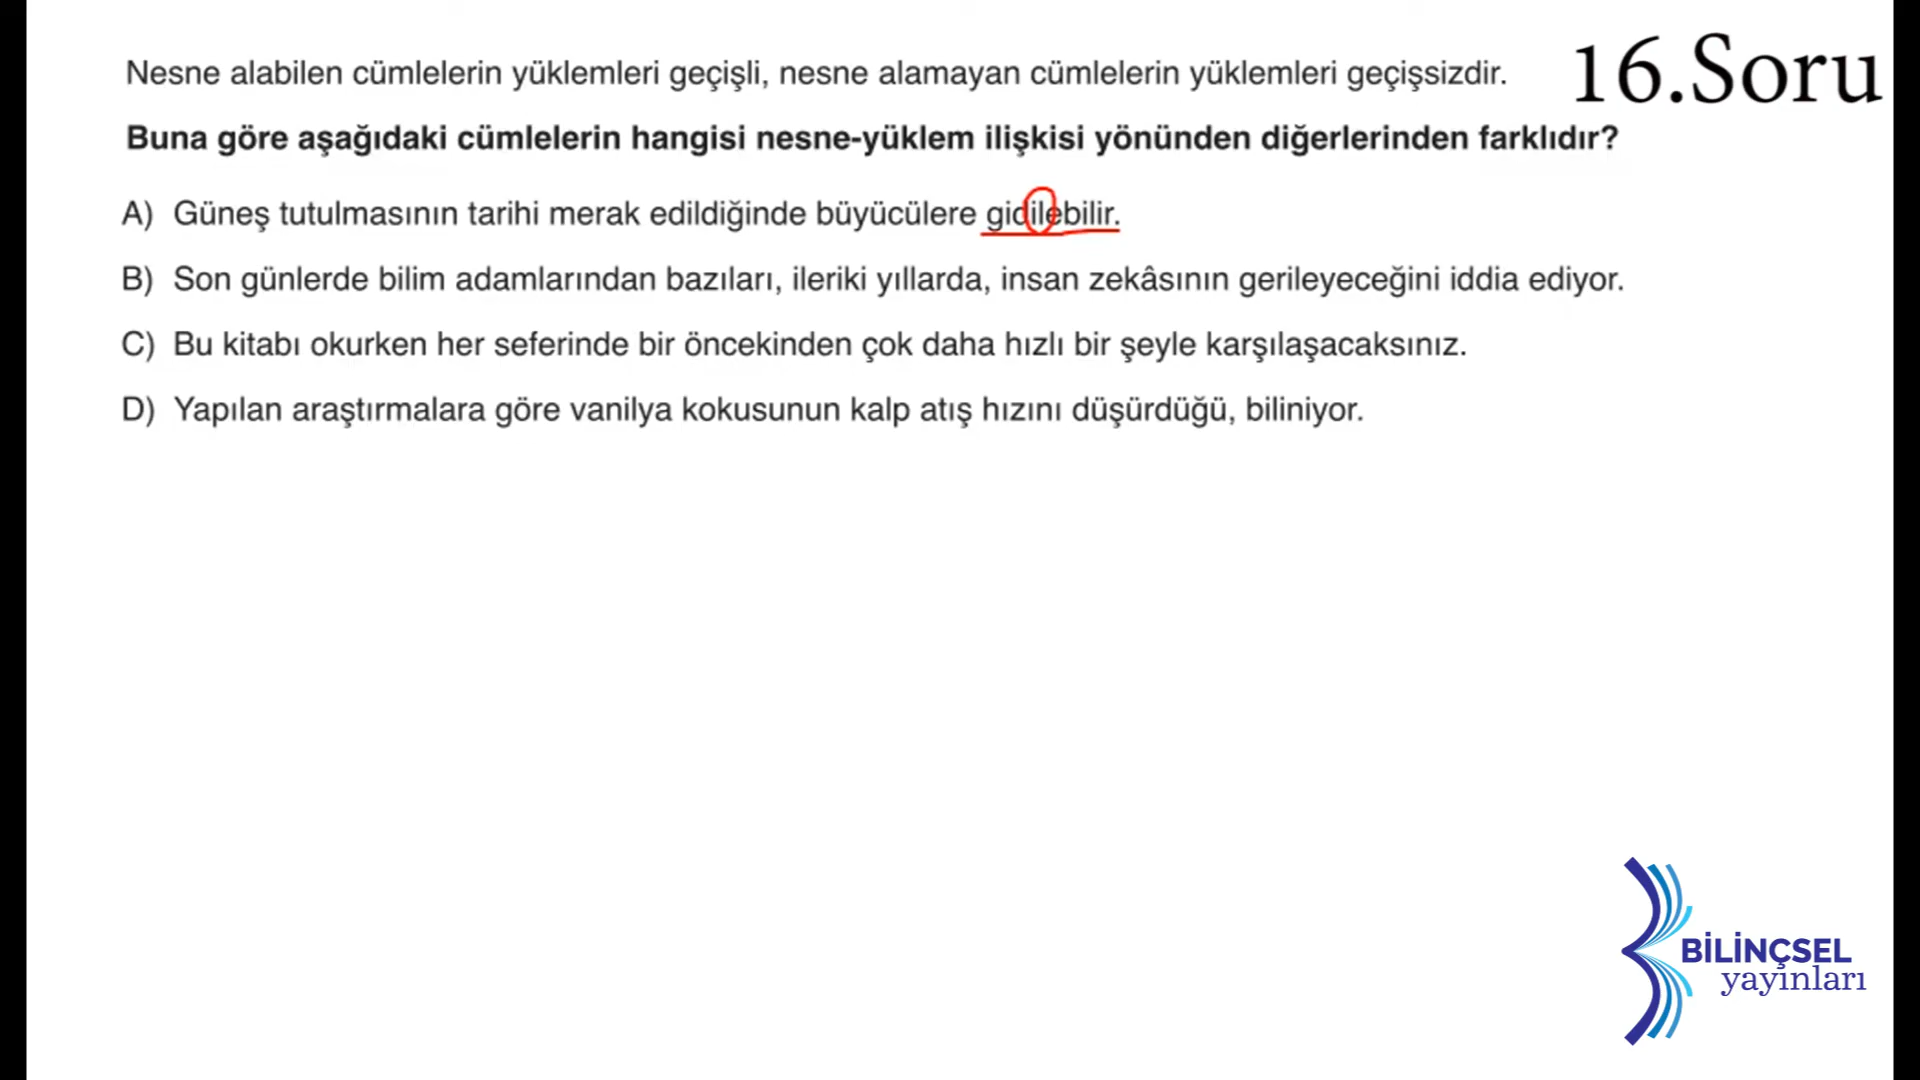 16.Soru
Nesne alabilen cümlelerin yüklemleri geçişli, nesne alamayan cümlelerin yüklemleri geçişsizdir.
Buna göre aşağıdaki cümlelerin hangisi nesne-yüklem ilişkisi yönünden diğerlerinden farklıdır?
A) Güneş tutulmasının tarihi merak edildiğinde büyücülere gidilebilir.
B) Son günlerde bilim adamlarından bazıları, ileriki yıllarda, insan zekâsının gerileyeceğini iddia ediyor.
C) Bu kitabı okurken her seferinde bir öncekinden çok daha hızlı bir şeyle karşılaşacaksınız.
D) Yapılan araştırmalara göre vanilya kokusunun kalp atış hızını düşürdüğü, biliniyor.
BİLİNÇSEL
yayınları